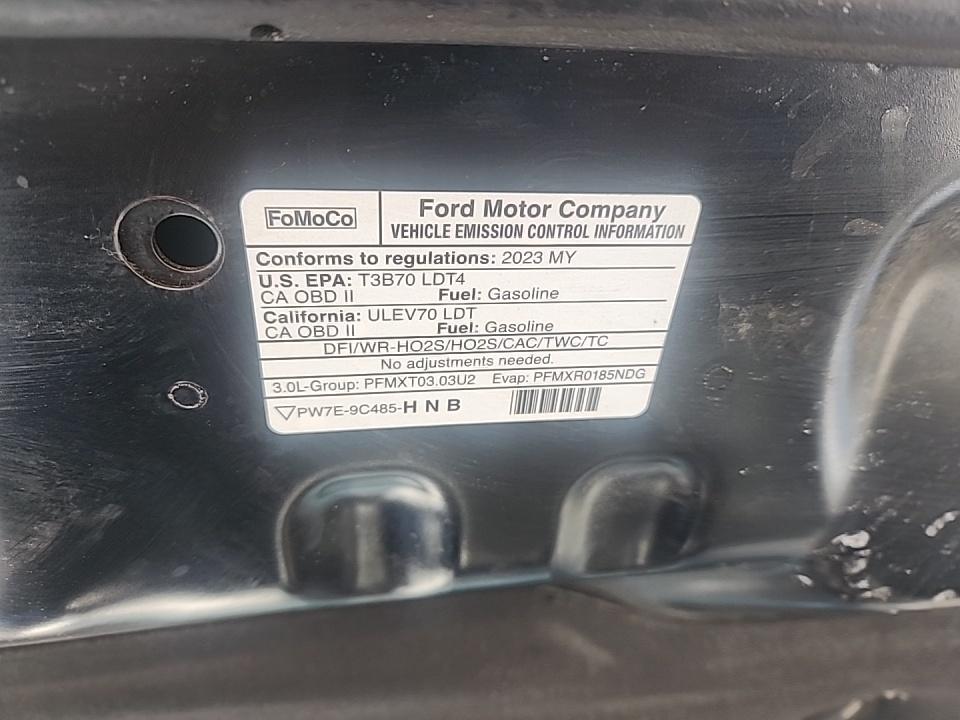 FoMoCo
Ford Motor Company
VEHICLE EMISSION CONTROL INFORMATION
Conforms to regulations: 2023 MY
U.S. EPA: T3B70 LDT4
CA OBD II Fuel: Gasoline
California: ULEV70 LDT
CA OBD II Fuel: Gasoline
DFI/WR-HO2S/HO2S/CAC/TWC/TC
No adjustments needed.
3.0L-Group: PFMXT03.03U2 Evap: PFMXR0185NDG
PW7E-9C485-H N B